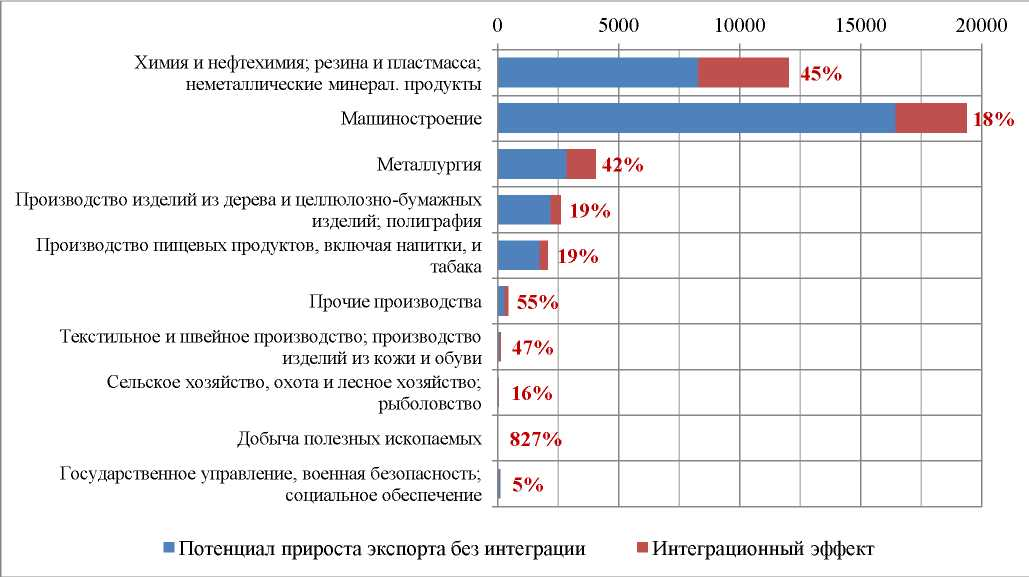 0 5000 10000 15000 20000
Химия и нефтехимия; резина и пластмасса;
неметаллические минерал. продукты
45%
Машиностроение
18%
Металлургия
42%
Производство изделий из дерева и целлюлозно-бумажных
изделий; полиграфия
19%
Производство пищевых продуктов, включая напитки, и
табака
19%
Прочие производства
55%
Текстильное и швейное производство; производство
изделий из кожи и обуви
47%
Сельское хозяйство, охота и лесное хозяйство;
рыболовство
16%
Добыча полезных ископаемых
827%
Государственное управление, военная безопасность;
социальное обеспечение
5%
Потенциал прироста экспорта без интеграции
Интеграционный эффект